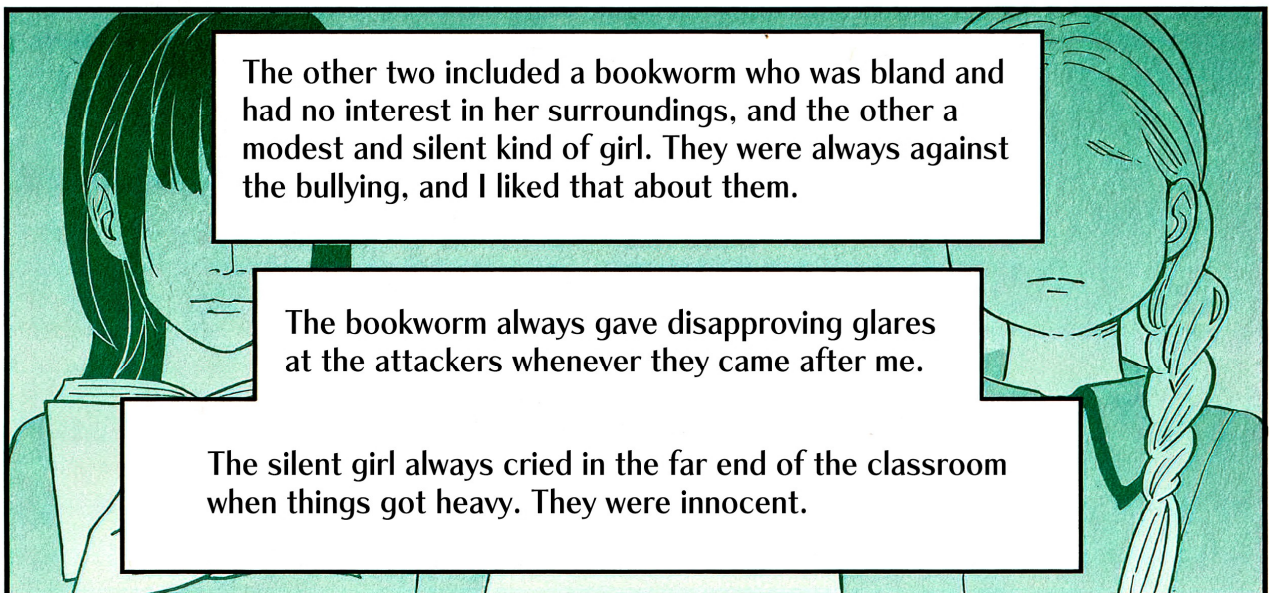 The other two included a bookworm who was bland and
had no interest in her surroundings, and the other a
modest and silent kind of girl. They were always against
the bullying, and I liked that about them.
The bookworm always gave disapproving glares
at the attackers whenever they came after me.
The silent girl always cried in the far end of the classroom
when things got heavy. They were innocent.